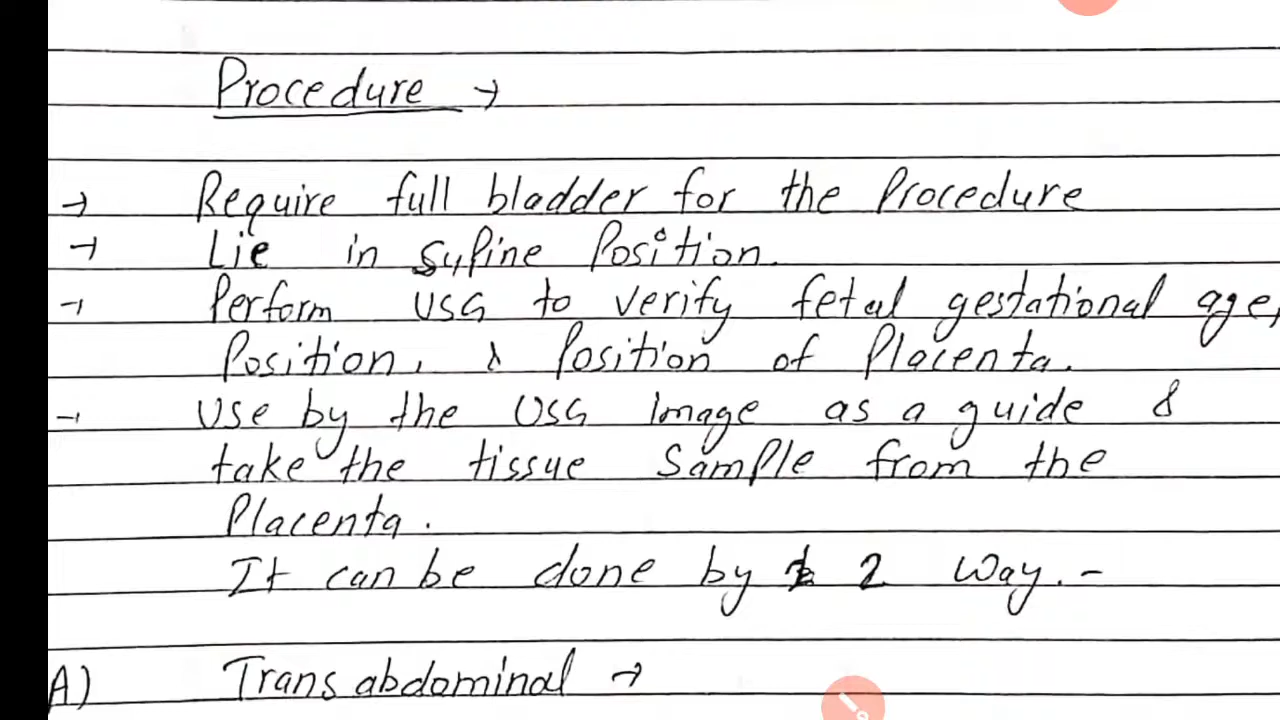 Procedure →
→ Require full bladder for the Procedure
→ Lie in Supine Position.
→ Perform USG to verify fetal gestational age,
Position, & Position of Placenta.
→ Use by the USG image as a guide &
take the tissue Sample from the
Placenta.
It can be done by 2 way. -
A) Trans abdominal →